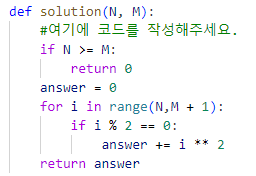 def solution(N, M):
    #여기에 코드를 작성해주세요.
    if N >= M:
        return 0
    answer = 0
    for i in range(N,M + 1):
        if i % 2 == 0:
            answer += i ** 2
    return answer